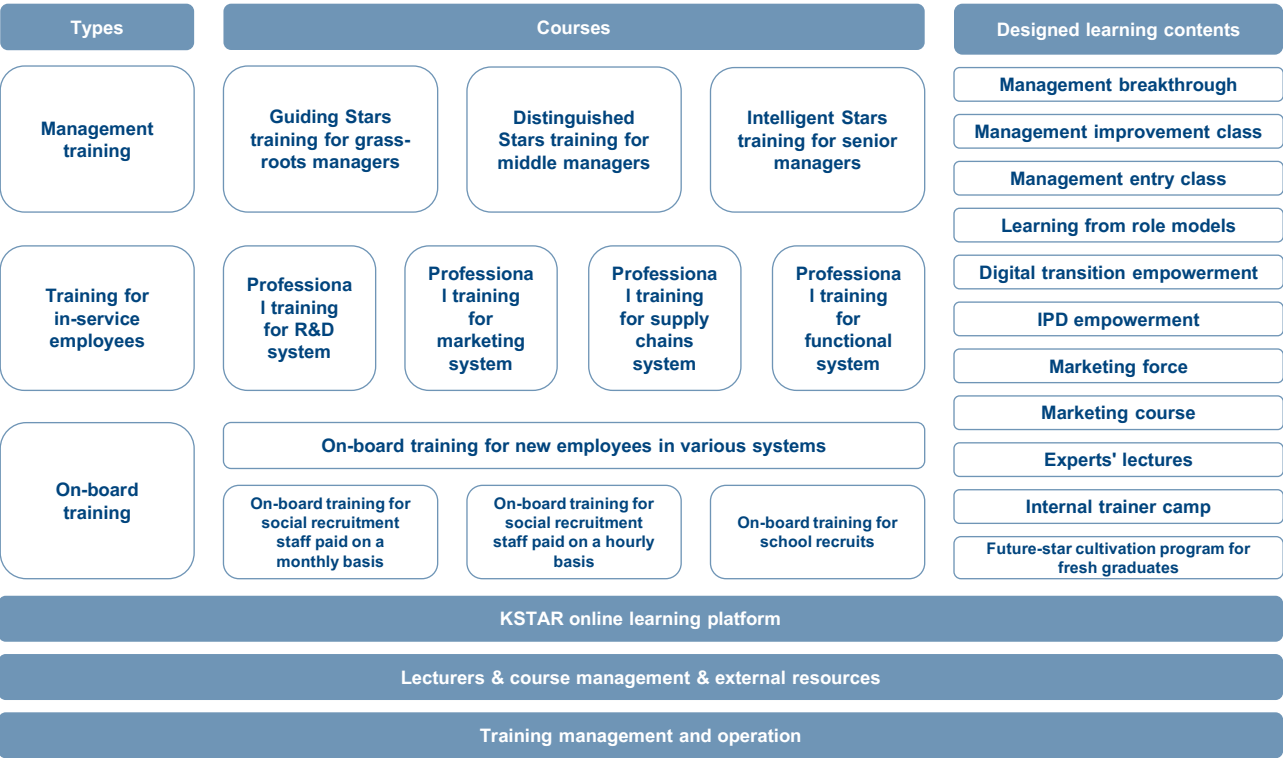 Types
Courses
Designed learning contents
Management
training
Guiding Stars
training for grass-
roots managers
Distinguished
Stars training for
middle managers
Intelligent Stars
training for senior
managers
Training for
in-service
employees
Professiona
l training
for R&D
system
Professiona
l training
for
marketing
system
Professiona
l training
for supply
chains
system
Professiona
l training
for
functional
system
On-board
training
On-board training for new employees in various systems
On-board training for
social recruitment
staff paid on a
monthly basis
On-board training for
social recruitment
staff paid on a hourly
basis
On-board training for
school recruits
Management breakthrough
Management improvement class
Management entry class
Learning from role models
Digital transition empowerment
IPD empowerment
Marketing force
Marketing course
Experts' lectures
Internal trainer camp
Future-star cultivation program for
fresh graduates
KSTAR online learning platform
Lecturers & course management & external resources
Training management and operation